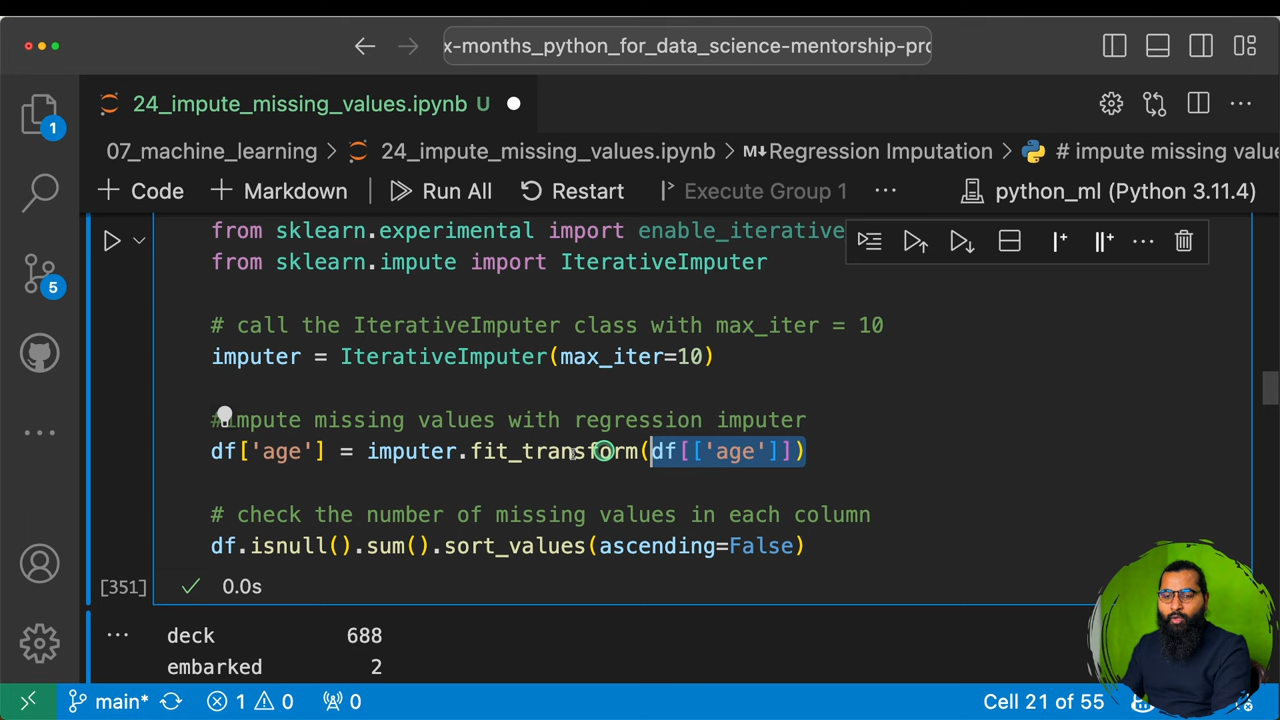 x-months_python_for_data_science-mentorship-pro
24_impute_missing_values.ipynb U
07_machine_learning > 24_impute_missing_values.ipynb > M↓Regression Imputation > # impute missing value
+ Code + Markdown | Run All Restart Execute Group 1 ··· python_ml (Python 3.11.4)
1
5
from sklearn.experimental import enable_iterative
from sklearn.impute import IterativeImputer
# call the IterativeImputer class with max_iter = 10
imputer = IterativeImputer(max_iter=10)
#impute missing values with regression imputer
df['age'] = imputer.fit_transform(df[['age']])
# check the number of missing values in each column
df.isnull().sum().sort_values(ascending=False)
[351] 0.0s
··· deck 688
embarked 2
main* 1 0 0 Cell 21 of 55